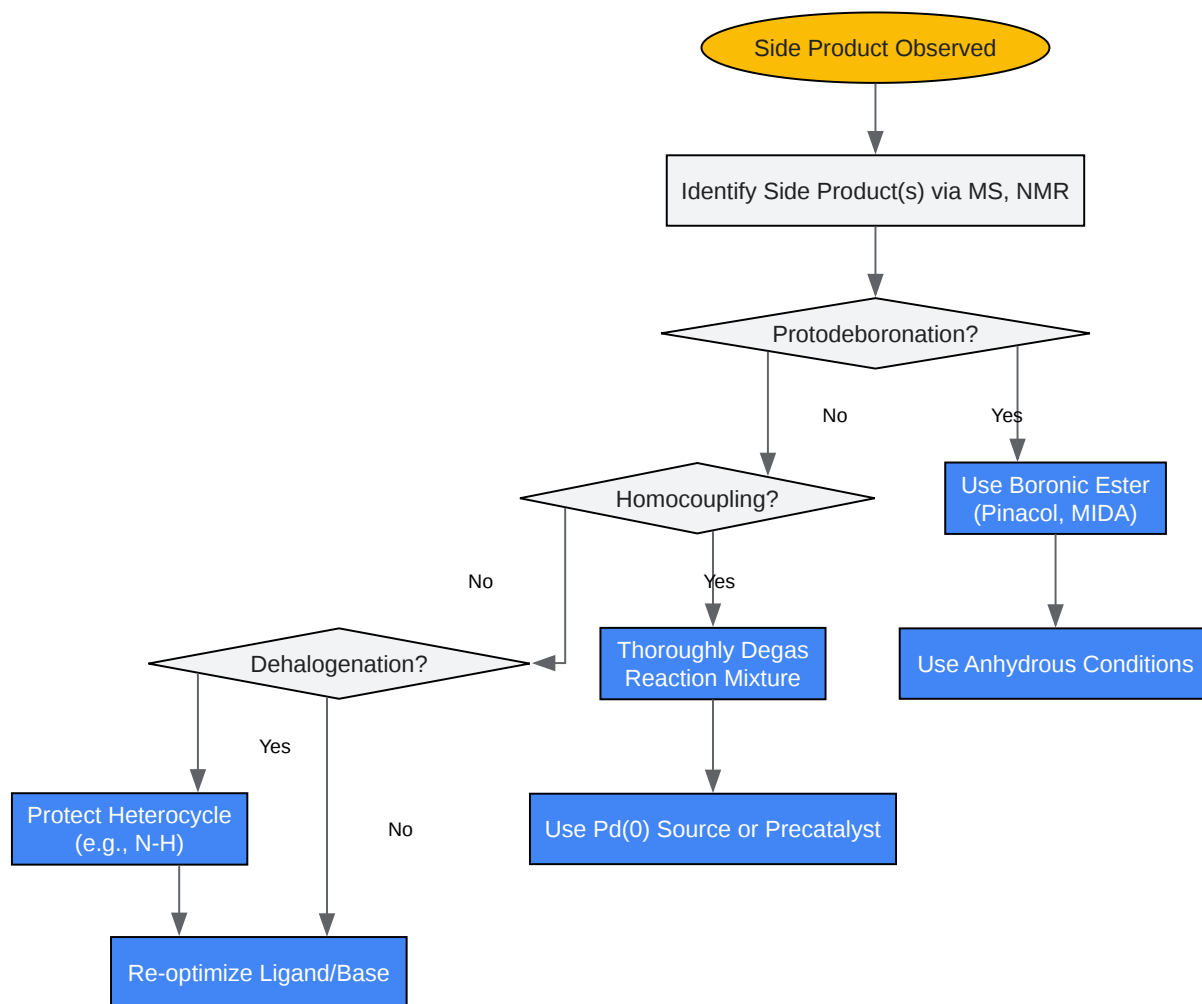 Side Product Observed
Identify Side Product(s) via MS, NMR
Protodeboronation?
No
Yes
Homocoupling?
Use Boronic Ester
(Pinacol, MIDA)
No
Yes
Dehalogenation?
Thoroughly Degas
Reaction Mixture
Use Anhydrous Conditions
Yes
No
Protect Heterocycle
(e.g., N-H)
Use Pd(0) Source or Precatalyst
Re-optimize Ligand/Base